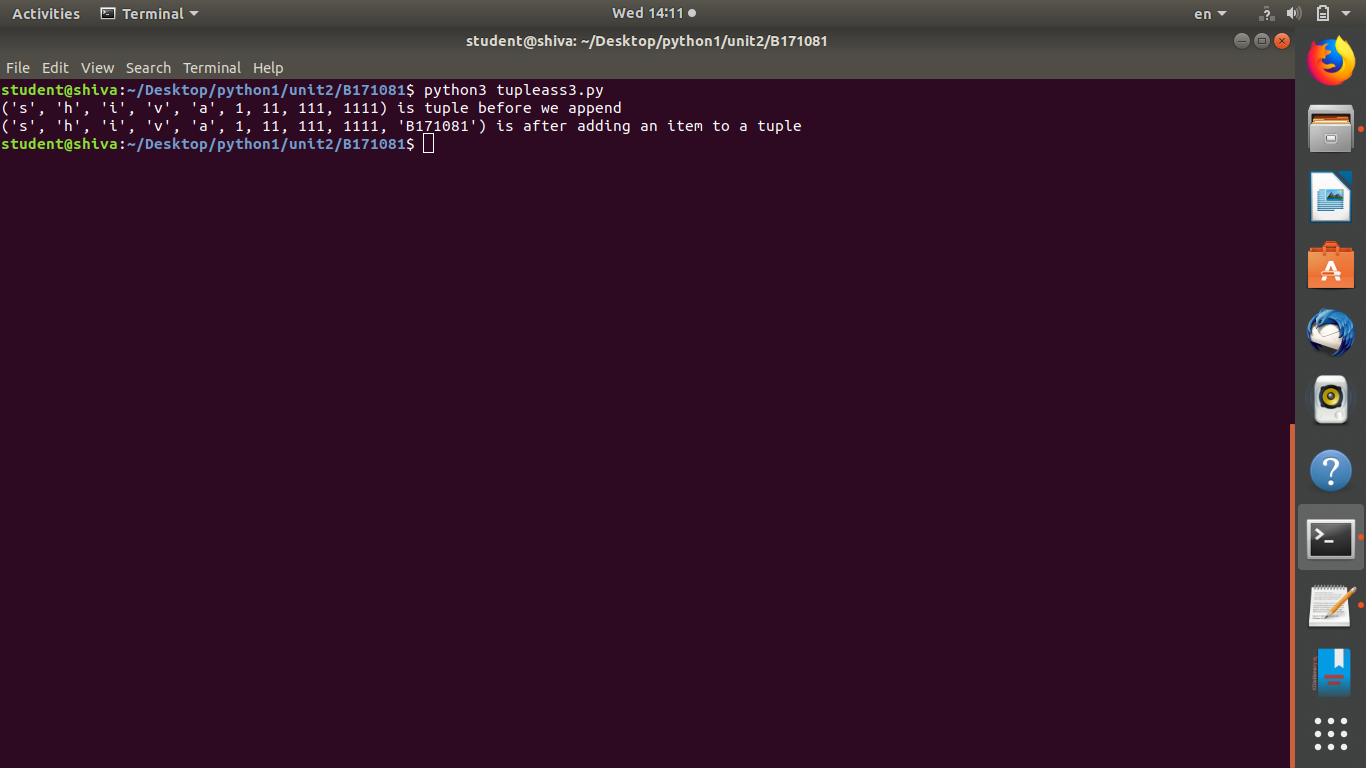 Activities Terminal Wed 14:11 en
student@shiva: ~/Desktop/python1/unit2/B171081
File Edit View Search Terminal Help
student@shiva:~/Desktop/python1/unit2/B171081$ python3 tupleass3.py
('s', 'h', 'i', 'v', 'a', 1, 11, 111, 1111) is tuple before we append
('s', 'h', 'i', 'v', 'a', 1, 11, 111, 1111, 'B171081') is after adding an item to a tuple
student@shiva:~/Desktop/python1/unit2/B171081$